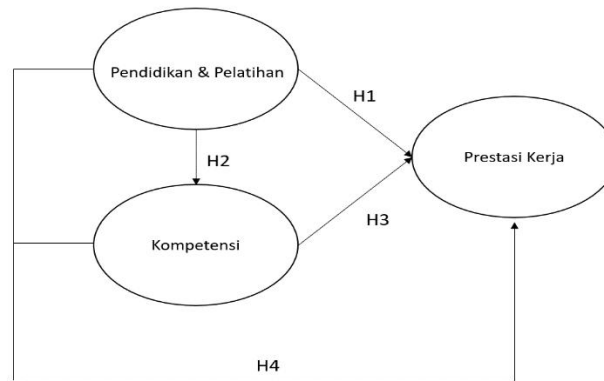 Pendidikan & Pelatihan
H1
H2
Prestasi Kerja
Kompetensi
H3
H4